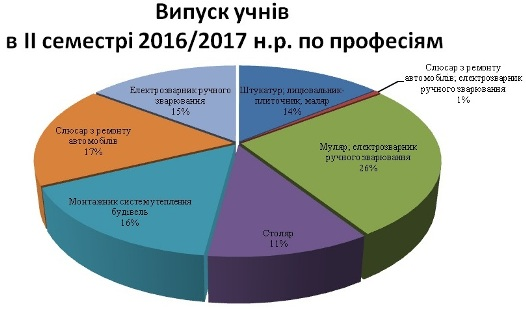 Випуск учнів
в ІІ семестрі 2016/2017 н.р. по професіям
Електрозварник ручного
зварювання
15%
Штукатур, лицювальник-
плиточник, маляр
14%
Слюсар з ремонту
автомобілів, електрозварник
ручного зварювання
1%
Слюсар з ремонту
автомобілів
17%
Муляр, електрозварник
ручного зварювання
26%
Монтажник систем утеплення
будівель
16%
Столяр
11%